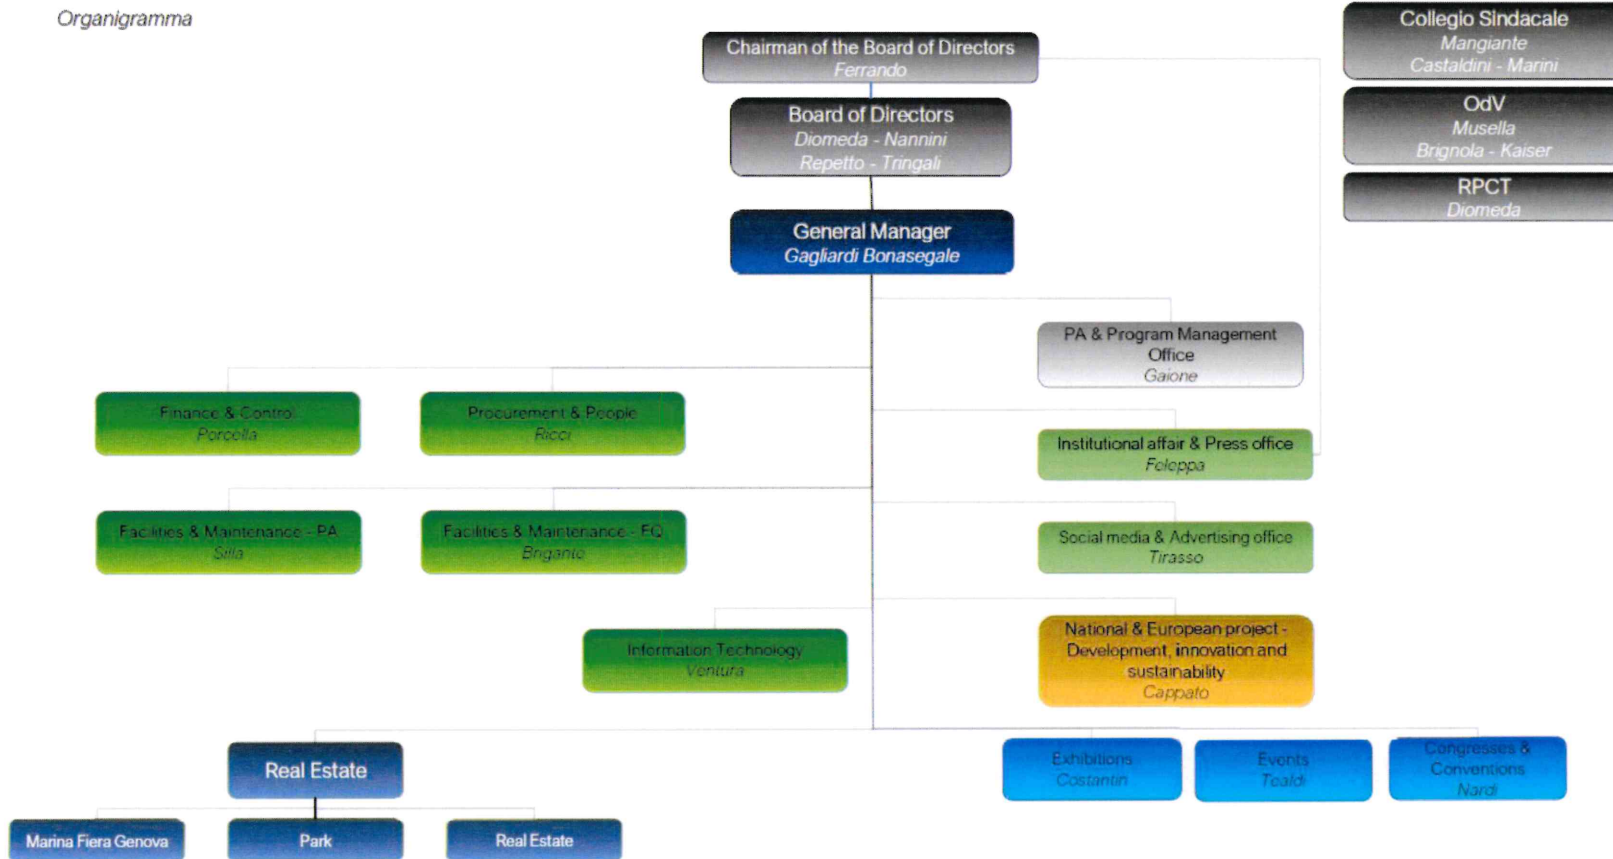 Organigramma
Chairman of the Board of Directors
Ferrando
Board of Directors
Diomeda - Nannini
Repetto - Tringali
General Manager
Gagliardi Bonasegale
Collegio Sindacale
Mangiante
Castaldini - Marini
OdV
Musella
Brignola - Kaiser
RPCT
Diomeda
PA & Program Management
Office
Gaione
Finance & Control
Porcella
Procurement & People
Ricci
Institutional affair & Press office
Feleppa
Facilities & Maintenance - PA
Silla
Facilities & Maintenance - EQ
Briganto
Social media & Advertising office
Tirasso
Information Technology
Ventura
National & European project -
Development, innovation and
sustainability
Cappato
Real Estate
Exhibitions
Costantin
Events
Tealdi
Congresses &
Conventions
Nardi
Marina Fiera Genova
Park
Real Estate